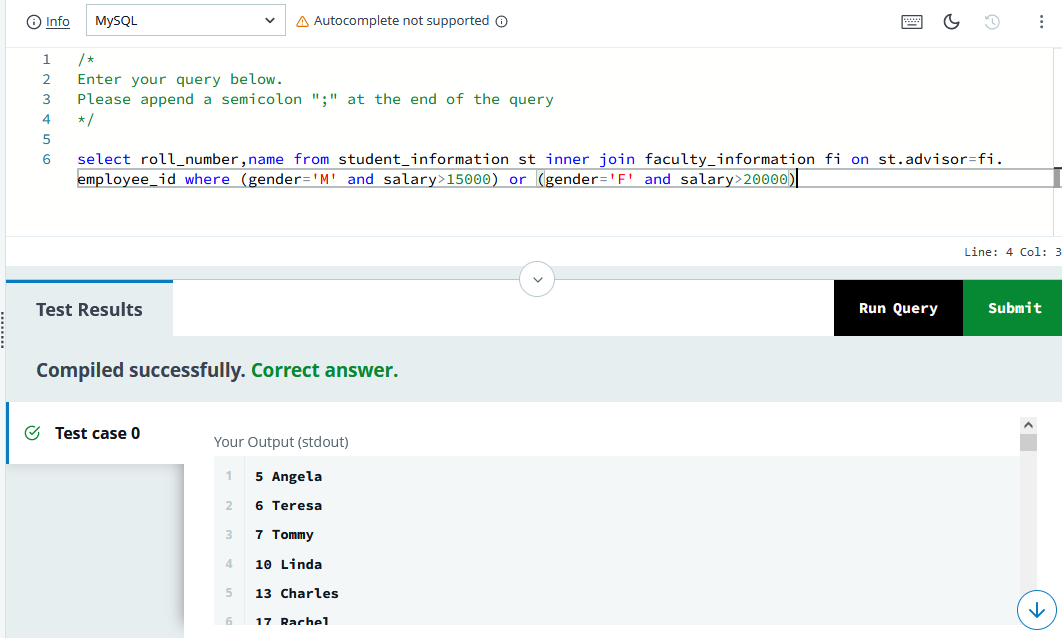 Info MySQL Autocomplete not supported
1 /*
2 Enter your query below.
3 Please append a semicolon ";" at the end of the query
4 */
5
6 select roll_number,name from student_information st inner join faculty_information fi on st.advisor=fi.
employee_id where (gender='M' and salary>15000) or (gender='F' and salary>20000)
Line: 4 Col: 3
Test Results Run Query Submit
Compiled successfully. Correct answer.
Test case 0
Your Output (stdout)
1 5 Angela
2 6 Teresa
3 7 Tommy
4 10 Linda
5 13 Charles
6 17 Rachel